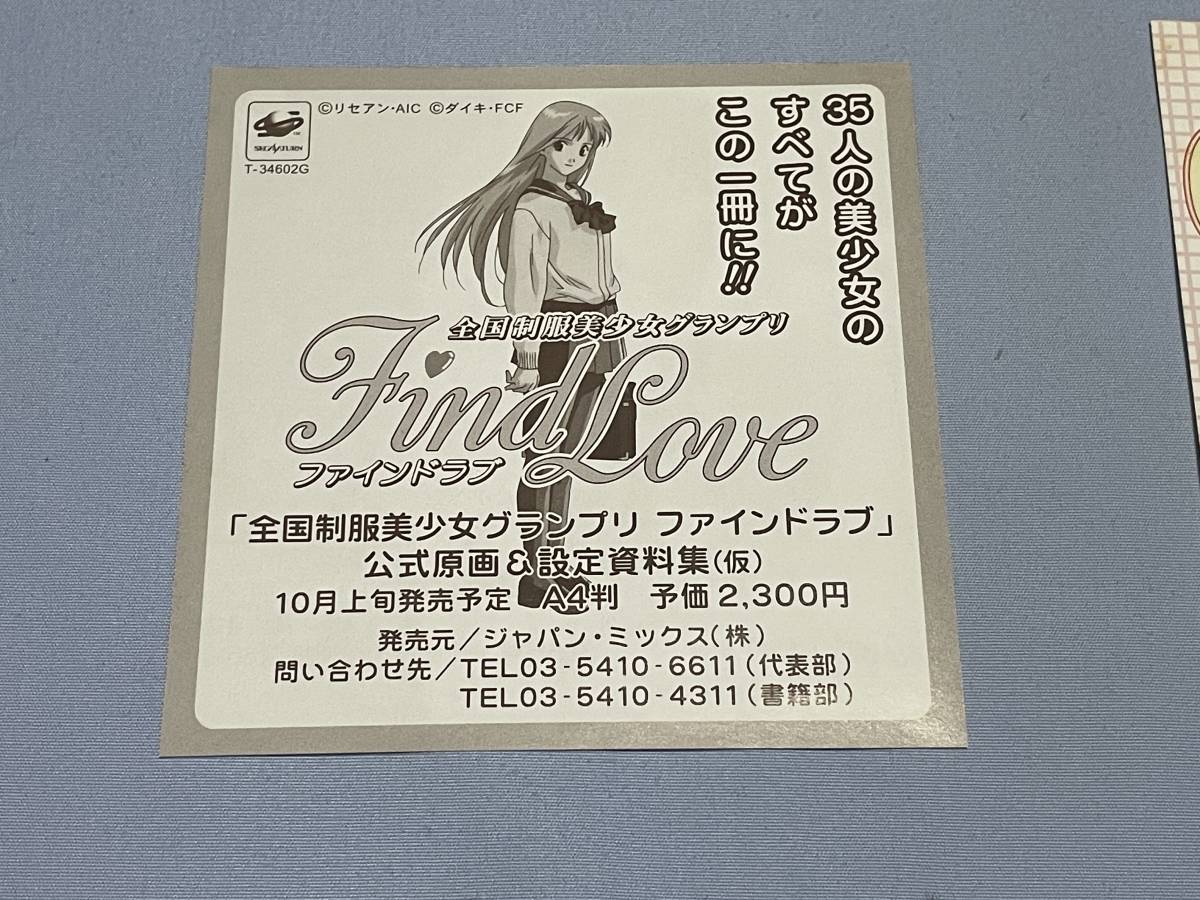 ©リセアン・AIC ©ダイキ・FCF
SEGA SATURN
TM
T-34602G
35人の美少女の
すべてが
この一冊に!!
全国制服美少女グランプリ
Find Love
ファインドラブ
「全国制服美少女グランプリ ファインドラブ」
公式原画&設定資料集(仮)
10月上旬発売予定 A4判 予価2,300円
発売元/ジャパン・ミックス(株)
問い合わせ先/TEL03-5410-6611(代表部)
TEL03-5410-4311(書籍部)